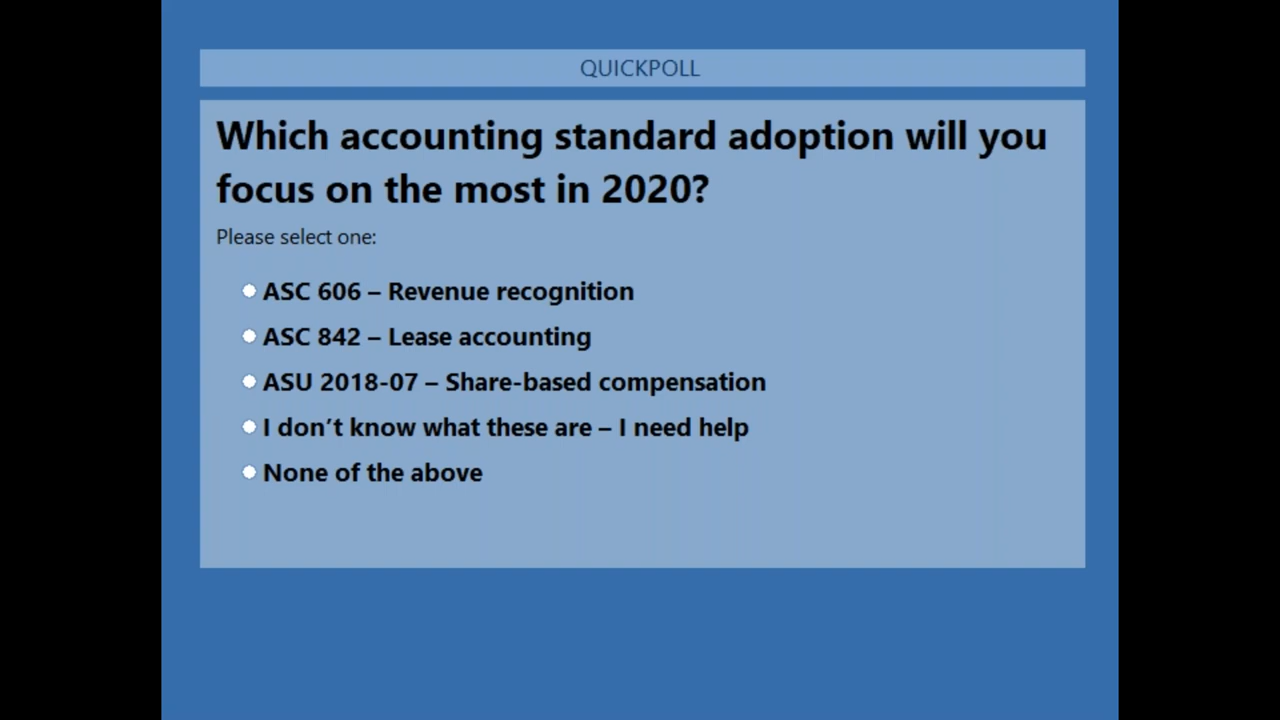 QUICKPOLL
Which accounting standard adoption will you
focus on the most in 2020?
Please select one:
ASC 606 – Revenue recognition
ASC 842 – Lease accounting
ASU 2018-07 – Share-based compensation
I don’t know what these are – I need help
None of the above